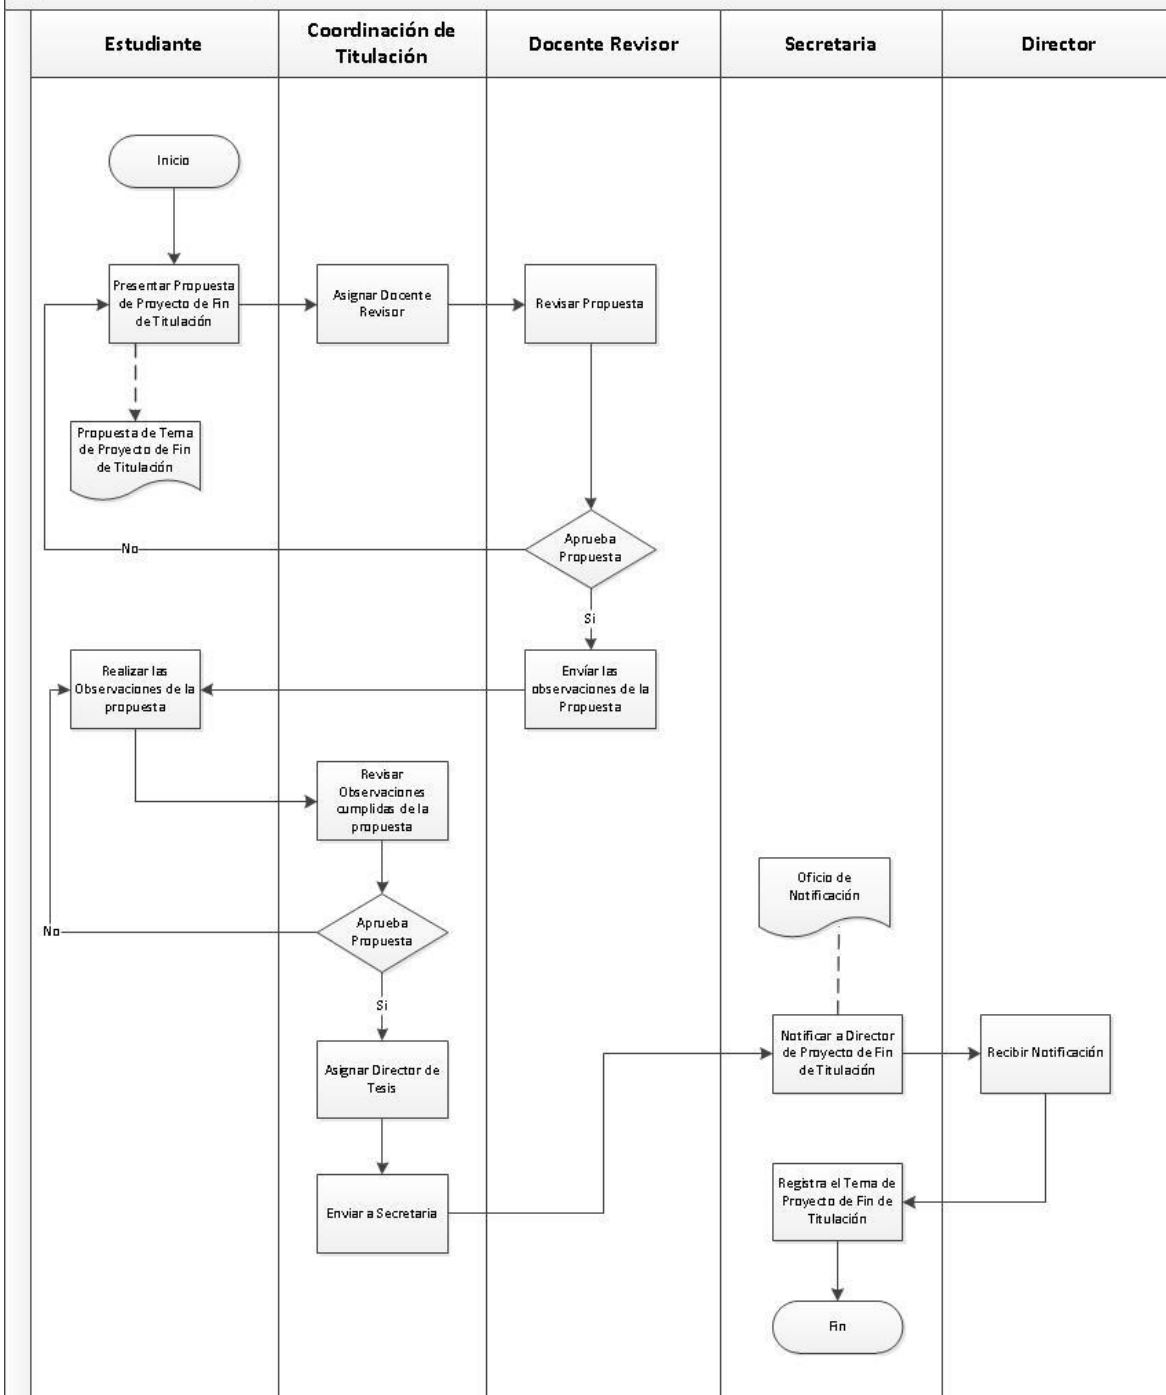 Estudiante
Coordinación de
Titulación
Docente Revisor
Secretaria
Director
Inicio
Presentar Propuesta
de Proyecto de Fin
de Titulación
Asignar Docente
Revisor
Revisar Propuesta
Propuesta de Tema
de Proyecto de Fin
de Titulación
Aprueba
Propuesta
No
Si
Realizar las
Observaciones de la
propuesta
Envíar las
observaciones de la
Propuesta
Revisar
Observaciones
cumplidas de la
propuesta
Oficio de
Notificación
Aprueba
Propuesta
No
Si
Asignar Director de
Tesis
Notificar a Director
de Proyecto de Fin
de Titulación
Recibir Notificación
Enviar a Secretaria
Registra el Tema de
Proyecto de Fin de
Titulación
Fin